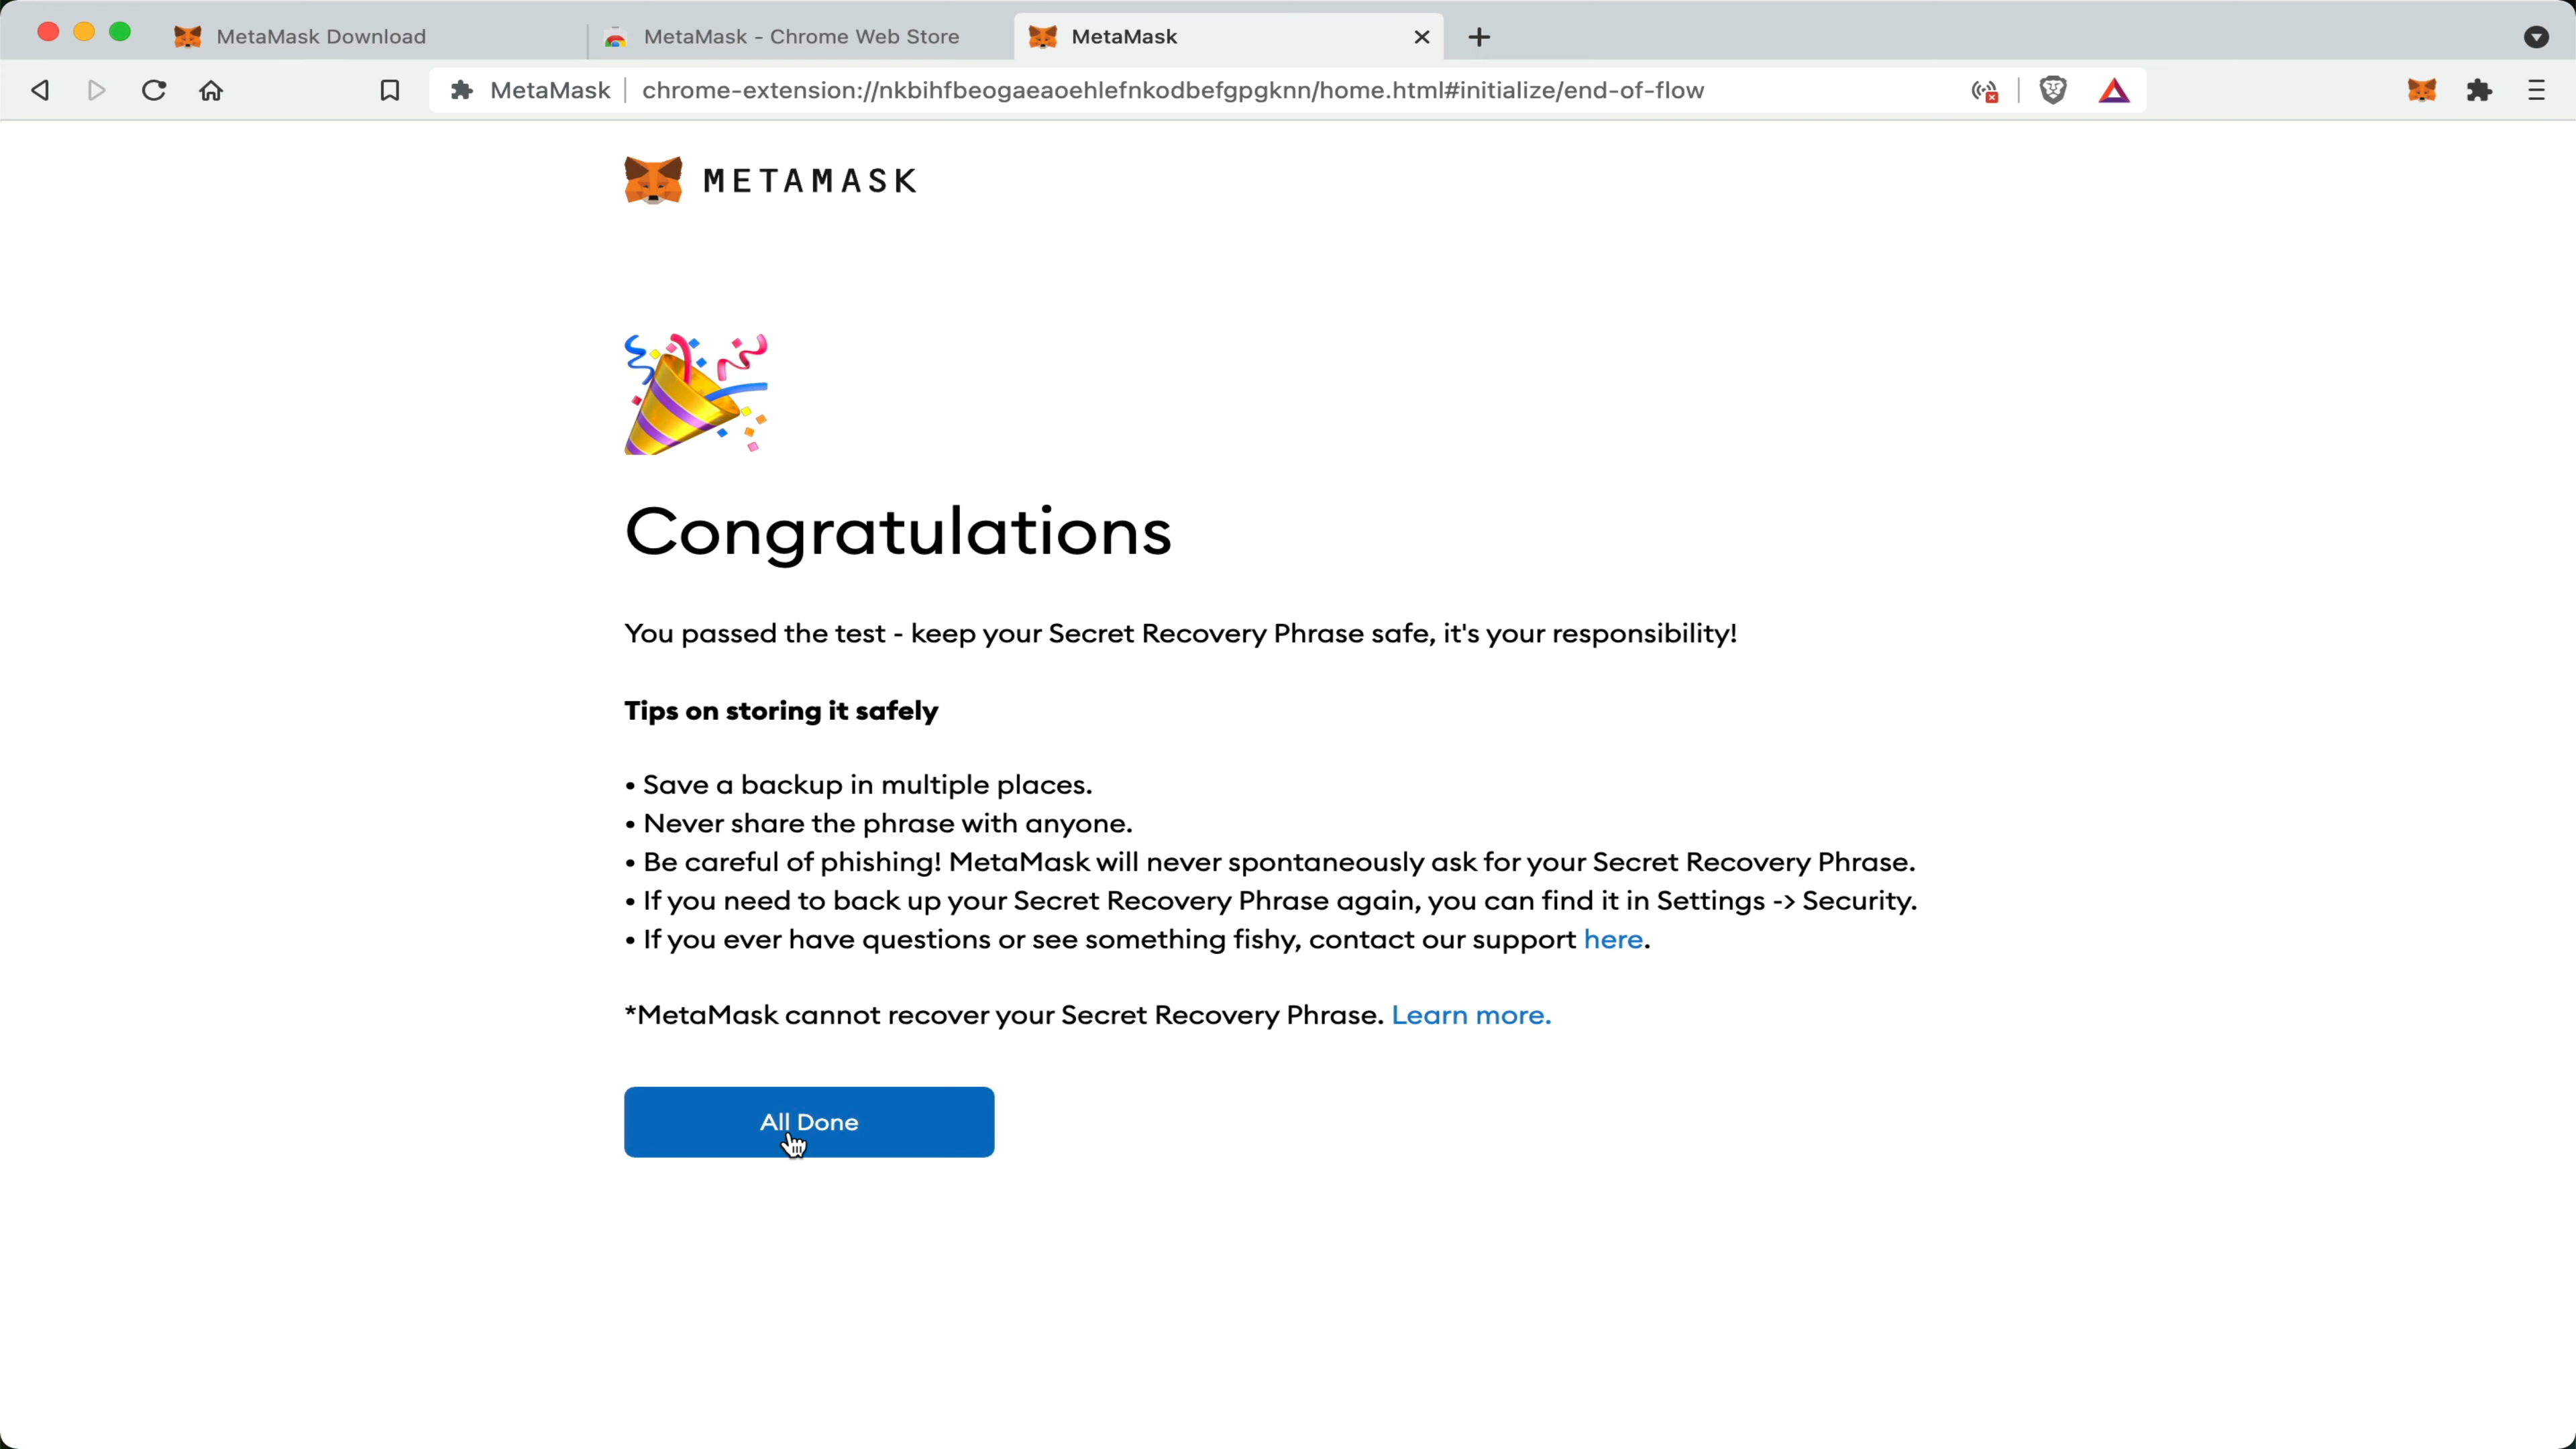 MetaMask Download
MetaMask - Chrome Web Store
MetaMask
MetaMask
chrome-extension://nkbihfbeogaeaoehlefnkodbefgpgknn/home.html#initialize/end-of-flow
METAMASK
Congratulations
You passed the test - keep your Secret Recovery Phrase safe, it's your responsibility!
Tips on storing it safely
• Save a backup in multiple places.
• Never share the phrase with anyone.
• Be careful of phishing! MetaMask will never spontaneously ask for your Secret Recovery Phrase.
• If you need to back up your Secret Recovery Phrase again, you can find it in Settings -> Security.
• If you ever have questions or see something fishy, contact our support here.
*MetaMask cannot recover your Secret Recovery Phrase. Learn more.
All Done